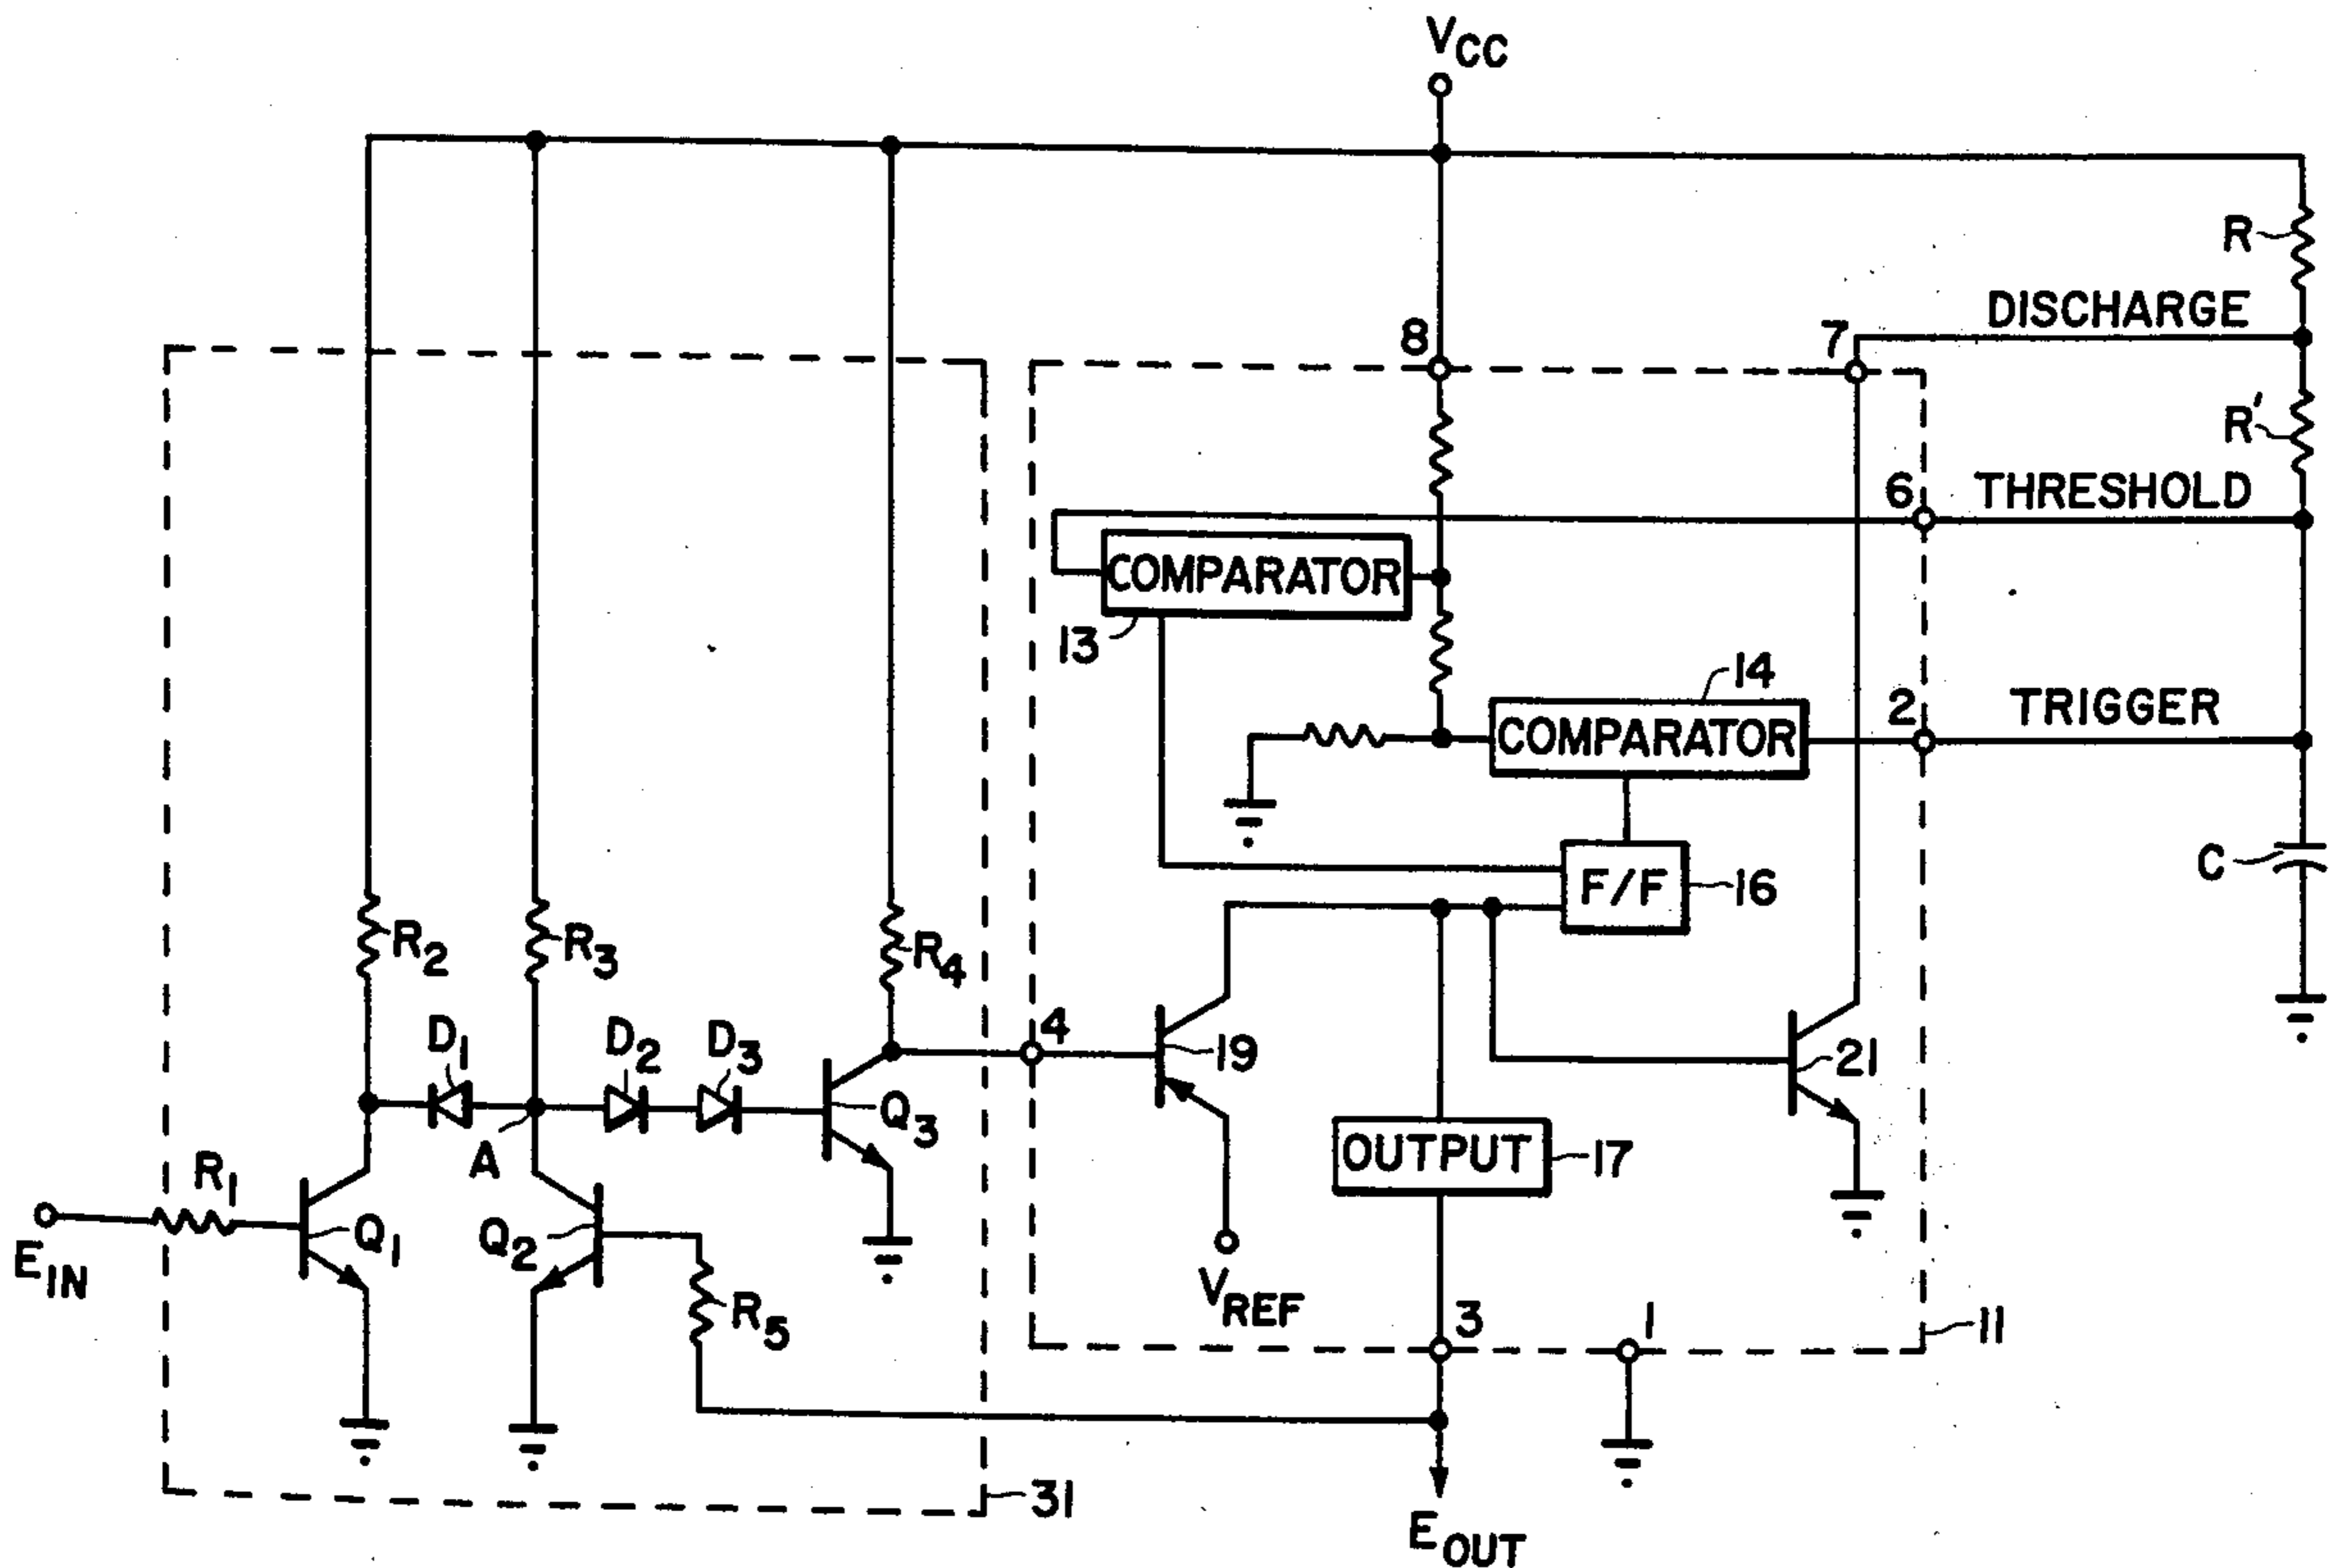 VCC
R
DISCHARGE
8
7
R'
6
THRESHOLD
COMPARATOR
13
14
2
TRIGGER
COMPARATOR
C
F/F
16
R2
R3
R4
4
D1
D2
D3
19
21
Q3
A
OUTPUT
17
R1
Q1
Q2
EIN
VREF
R5
3
1
11
31
EOUT